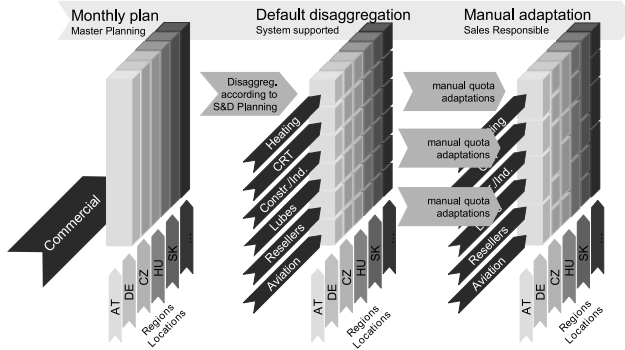 Monthly plan
Master Planning
Default disaggregation
System supported
Manual adaptation
Sales Responsible
Disaggreg.
according to
S&D Planning
manual quota
adaptations
manual quota
adaptations
manual quota
adaptations
Commercial
Heating
CRT
Constr./Ind.
Lubes
Resellers
Aviation
ing
r./Ind.
Resellers
Aviation
AT
DE
CZ
HU
SK
...
Regions
Locations
AT
DE
CZ
HU
SK
...
Regions
Locations
AT
DE
CZ
HU
SK
...
Regions
Locations